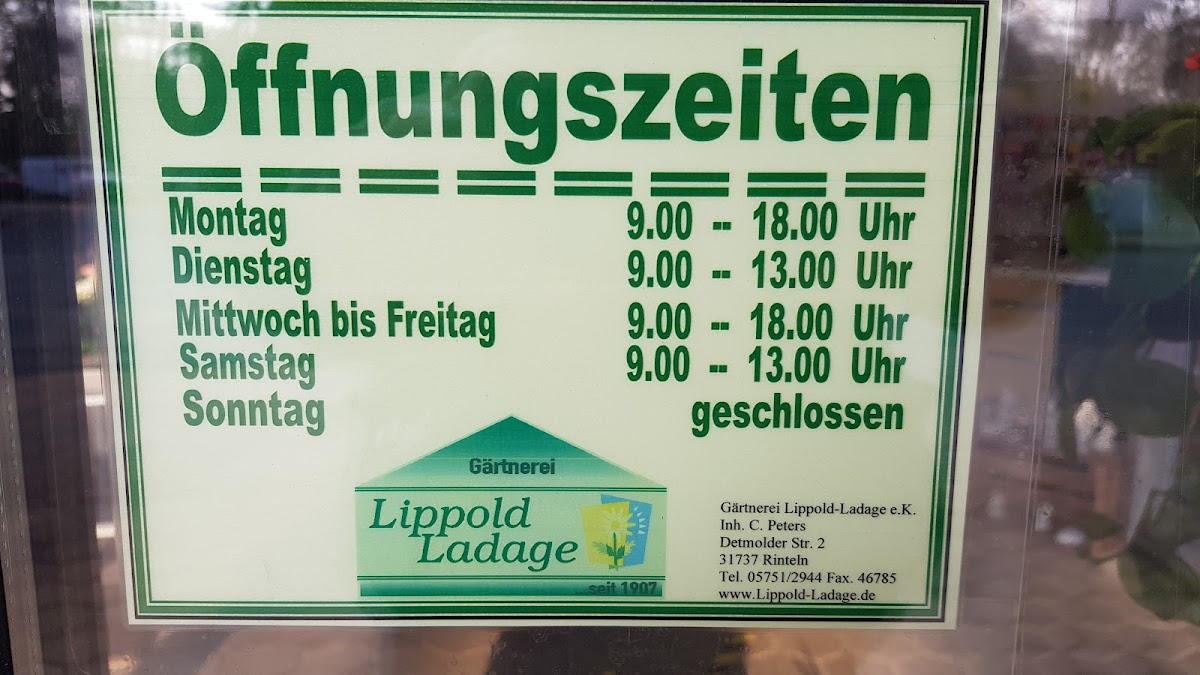 Öffnungszeiten
Montag 9.00 -- 18.00 Uhr
Dienstag 9.00 -- 13.00 Uhr
Mittwoch bis Freitag 9.00 -- 18.00 Uhr
Samstag 9.00 -- 13.00 Uhr
Sonntag geschlossen
Gärtnerei
Lippold
Ladage
...seit 1907
Gärtnerei Lippold-Ladage e.K.
Inh. C. Peters
Detmolder Str. 2
31737 Rinteln
Tel. 05751/2944 Fax. 46785
www.Lippold-Ladage.de